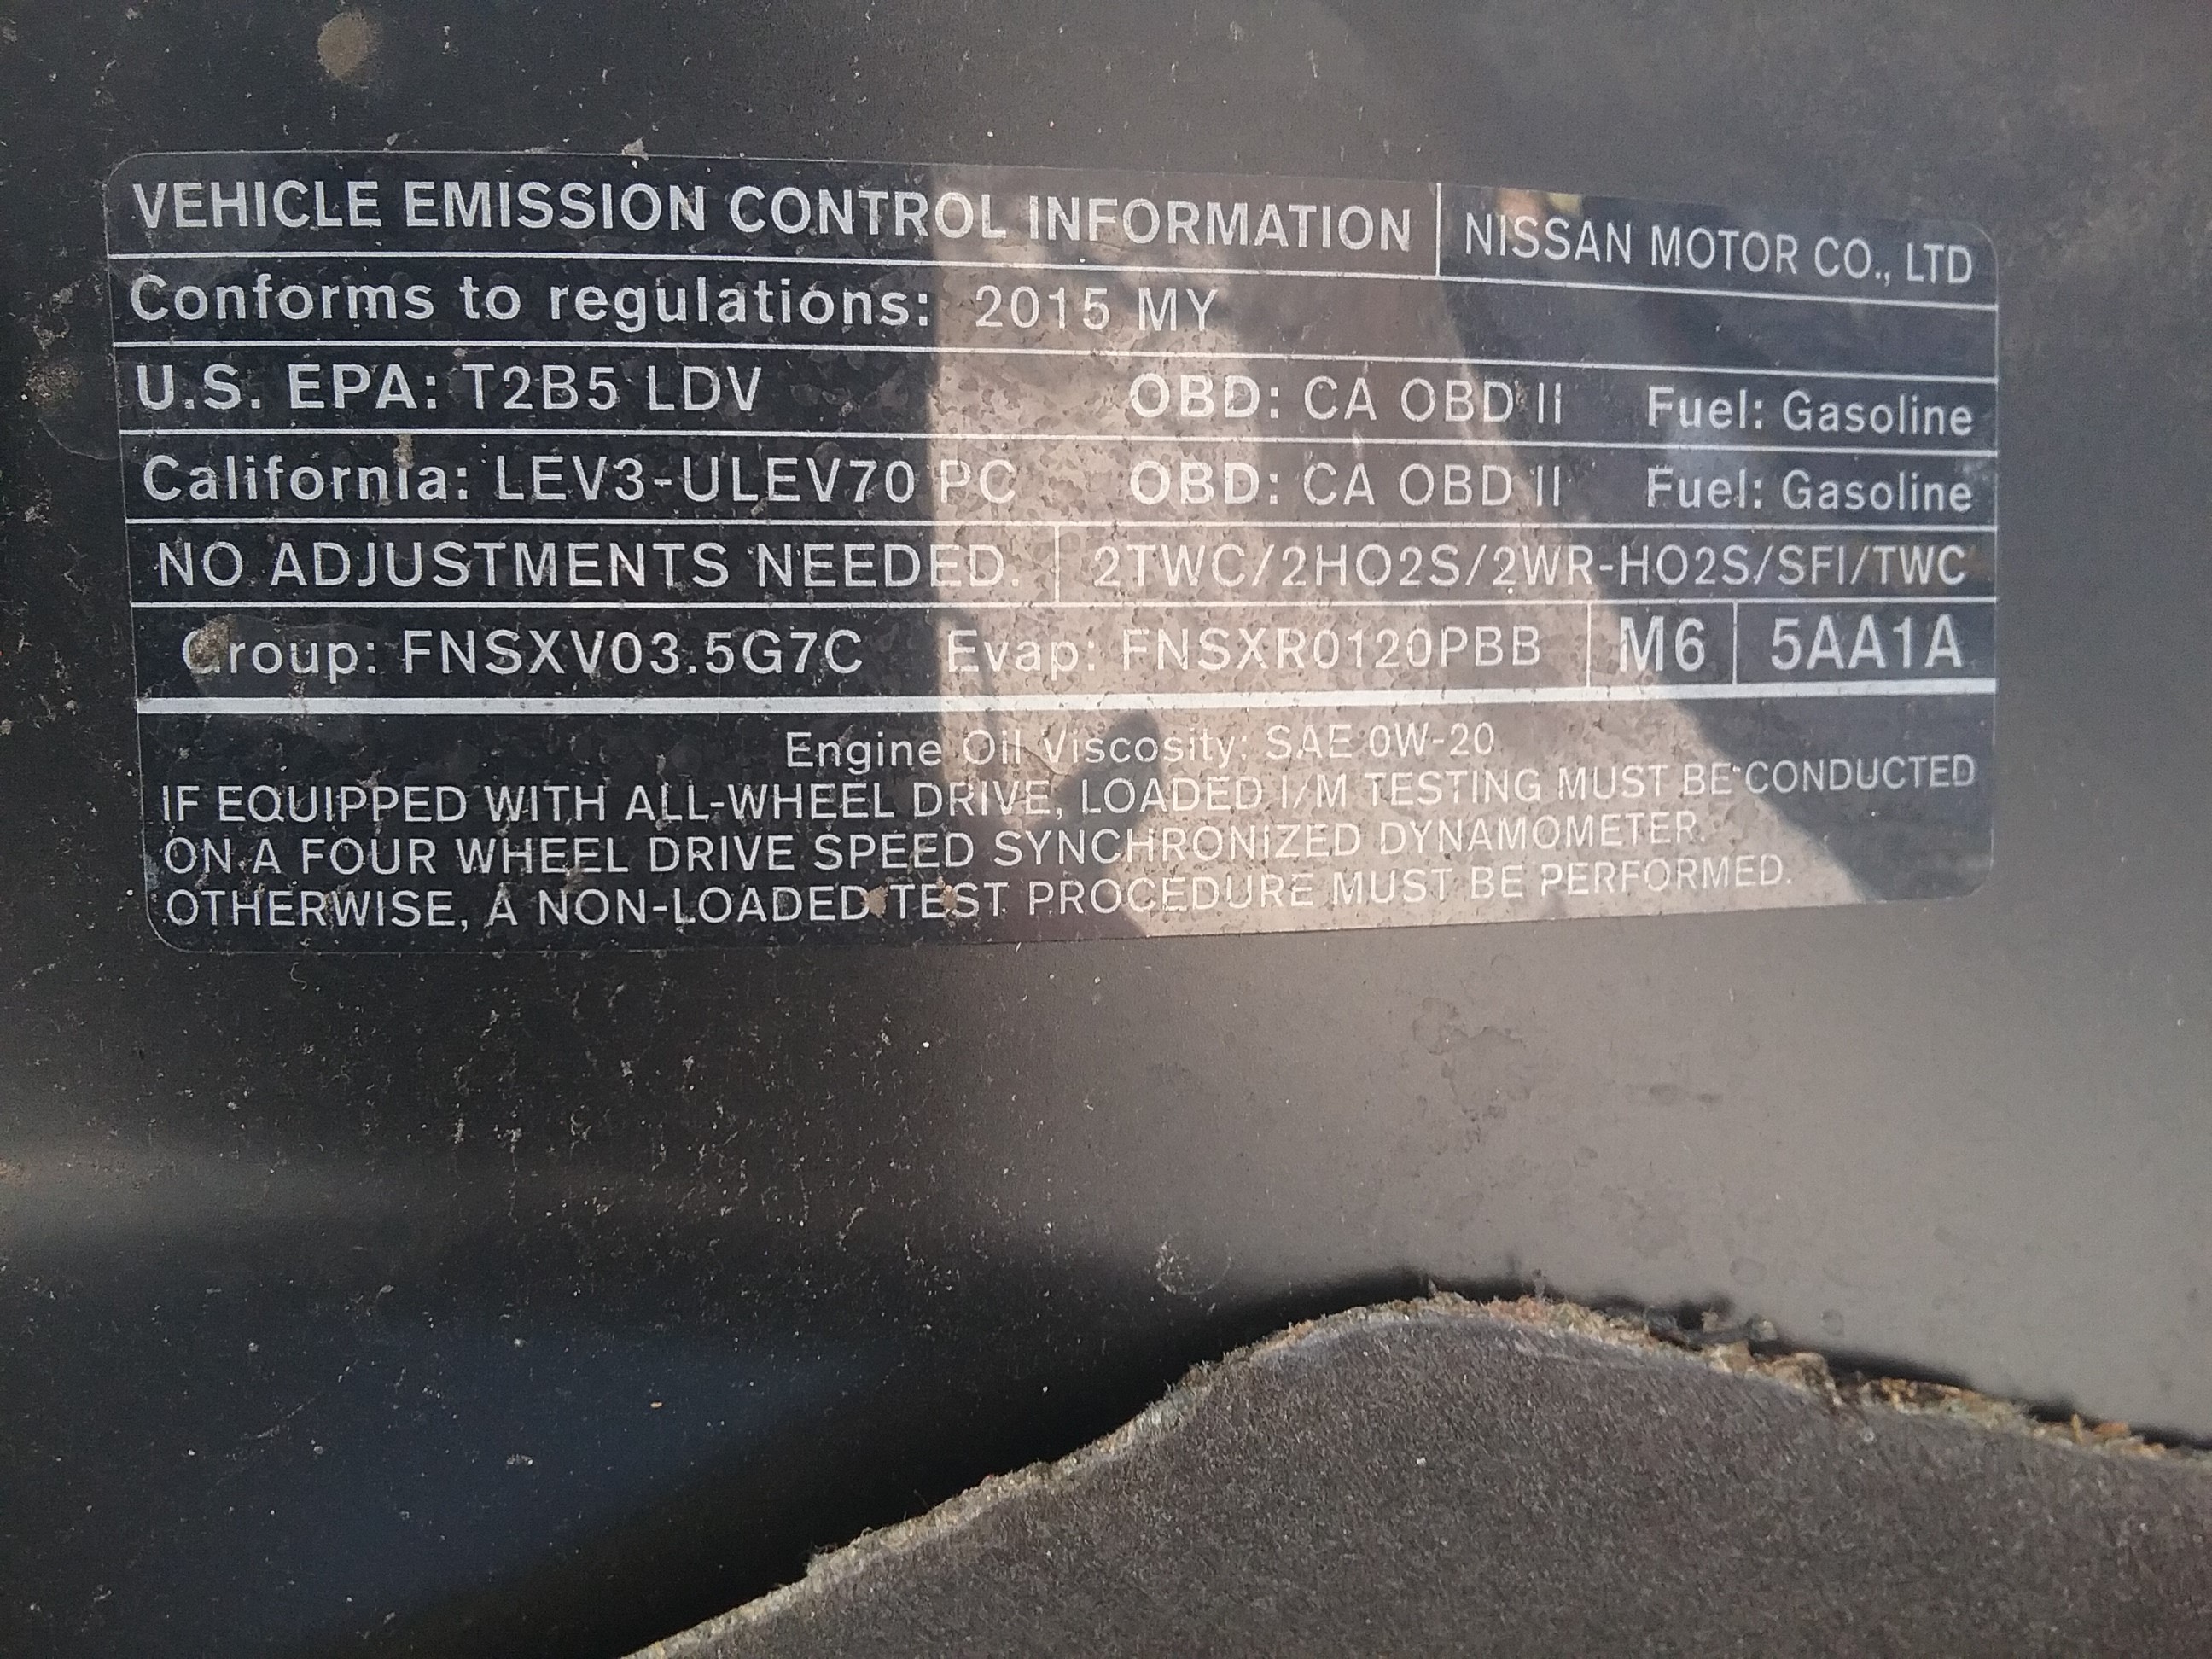 VEHICLE EMISSION CONTROL INFORMATION NISSAN MOTOR CO., LTD
Conforms to regulations: 2015 MY
U.S. EPA: T2B5 LDV OBD: CA OBD II Fuel: Gasoline
California: LEV3-ULEV70 PC OBD: CA OBD II Fuel: Gasoline
NO ADJUSTMENTS NEEDED. 2TWC/2HO2S/2WR-HO2S/SFI/TWC
Group: FNSXV03.5G7C Evap: FNSXR0120PBB M6 5AA1A
Engine Oil Viscosity: SAE 0W-20
IF EQUIPPED WITH ALL-WHEEL DRIVE, LOADED I/M TESTING MUST BE CONDUCTED
ON A FOUR WHEEL DRIVE SPEED SYNCHRONIZED DYNAMOMETER.
OTHERWISE, A NON-LOADED TEST PROCEDURE MUST BE PERFORMED.